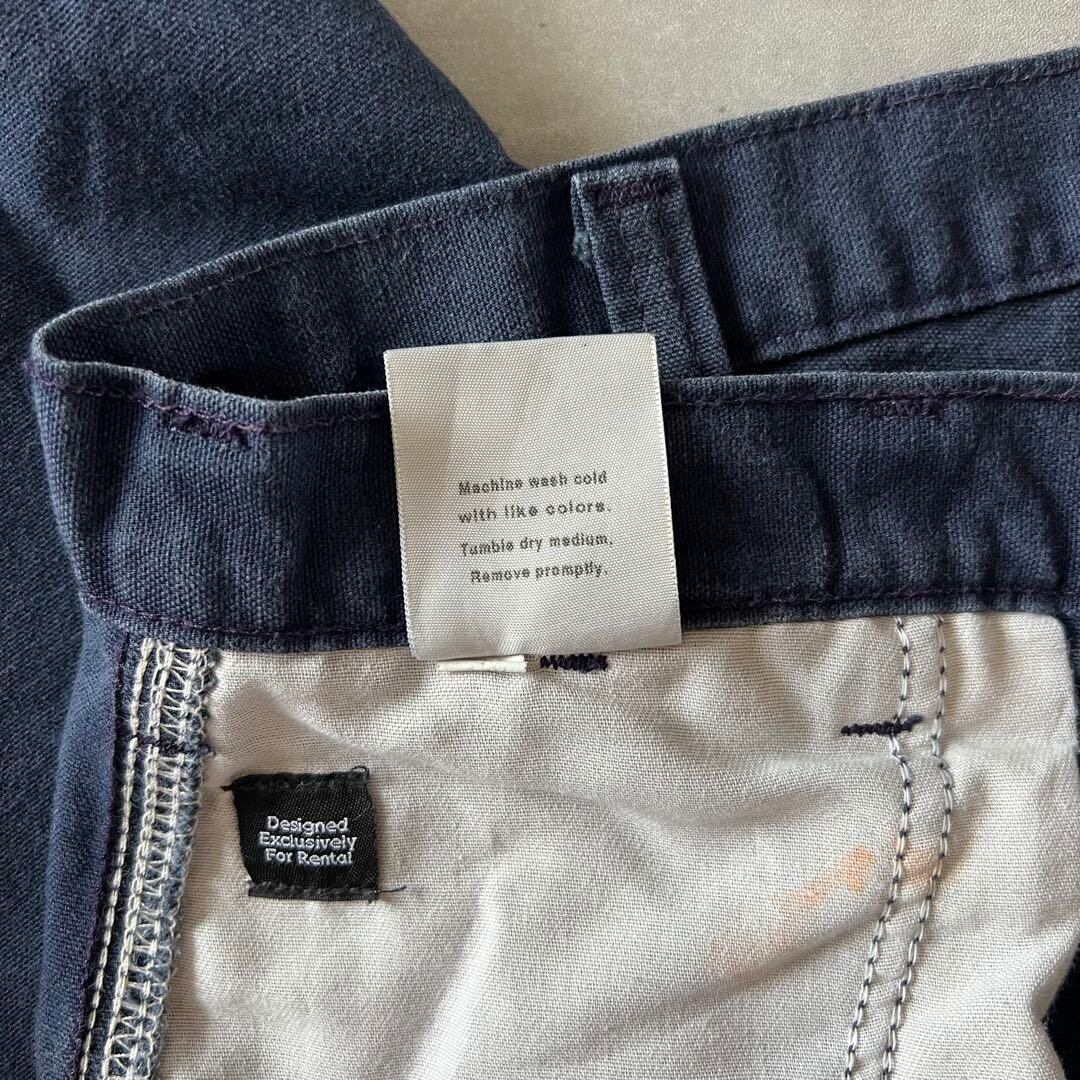 Machine wash cold
with like colors.
Tumble dry medium.
Remove promptly.
Designed
Exclusively
For Rental